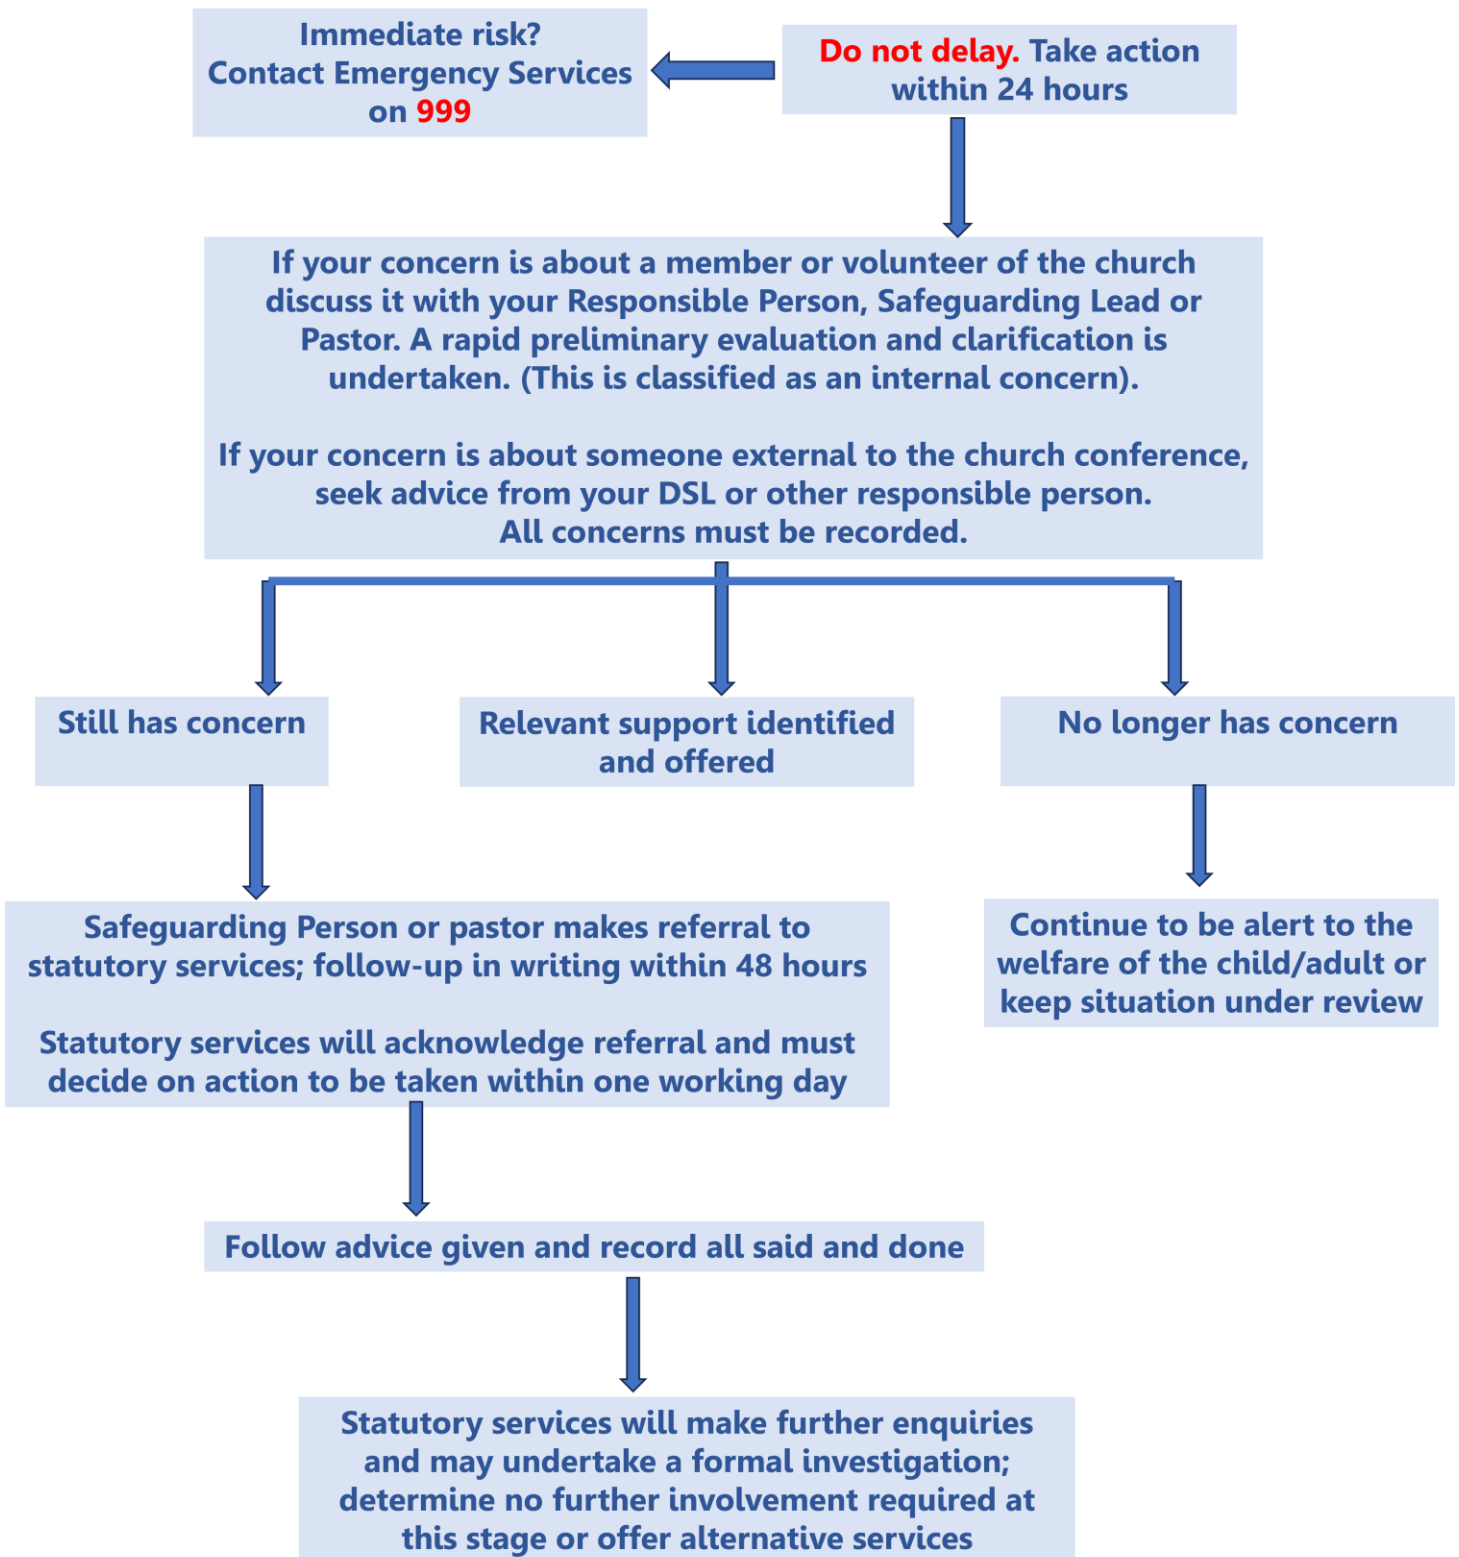 Immediate risk?
Contact Emergency Services
on 999
Do not delay. Take action
within 24 hours
If your concern is about a member or volunteer of the church
discuss it with your Responsible Person, Safeguarding Lead or
Pastor. A rapid preliminary evaluation and clarification is
undertaken. (This is classified as an internal concern).
If your concern is about someone external to the church conference,
seek advice from your DSL or other responsible person.
All concerns must be recorded.
Still has concern
Relevant support identified
and offered
No longer has concern
Safeguarding Person or pastor makes referral to
statutory services; follow-up in writing within 48 hours
Statutory services will acknowledge referral and must
decide on action to be taken within one working day
Continue to be alert to the
welfare of the child/adult or
keep situation under review
Follow advice given and record all said and done
Statutory services will make further enquiries
and may undertake a formal investigation;
determine no further involvement required at
this stage or offer alternative services